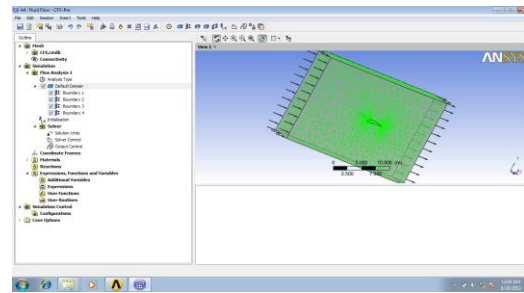 A4 : Fluid Flow - CFX-Pre
File Edit Session Insert Tools Help
Outline
Mesh
CFX.cmdb
Connectivity
Simulation
Flow Analysis 1
Analysis Type
Default Domain
Boundary 1
Boundary 2
Boundary 3
Boundary 4
Initialisation
Solver
Solution Units
Solver Control
Output Control
Coordinate Frames
Materials
Reactions
Expressions, Functions and Variables
Additional Variables
Expressions
User Functions
User Routines
Simulation Control
Configurations
Case Options
View 1
ANSYS
0 5.000 10.000 (m)
2.500 7.500